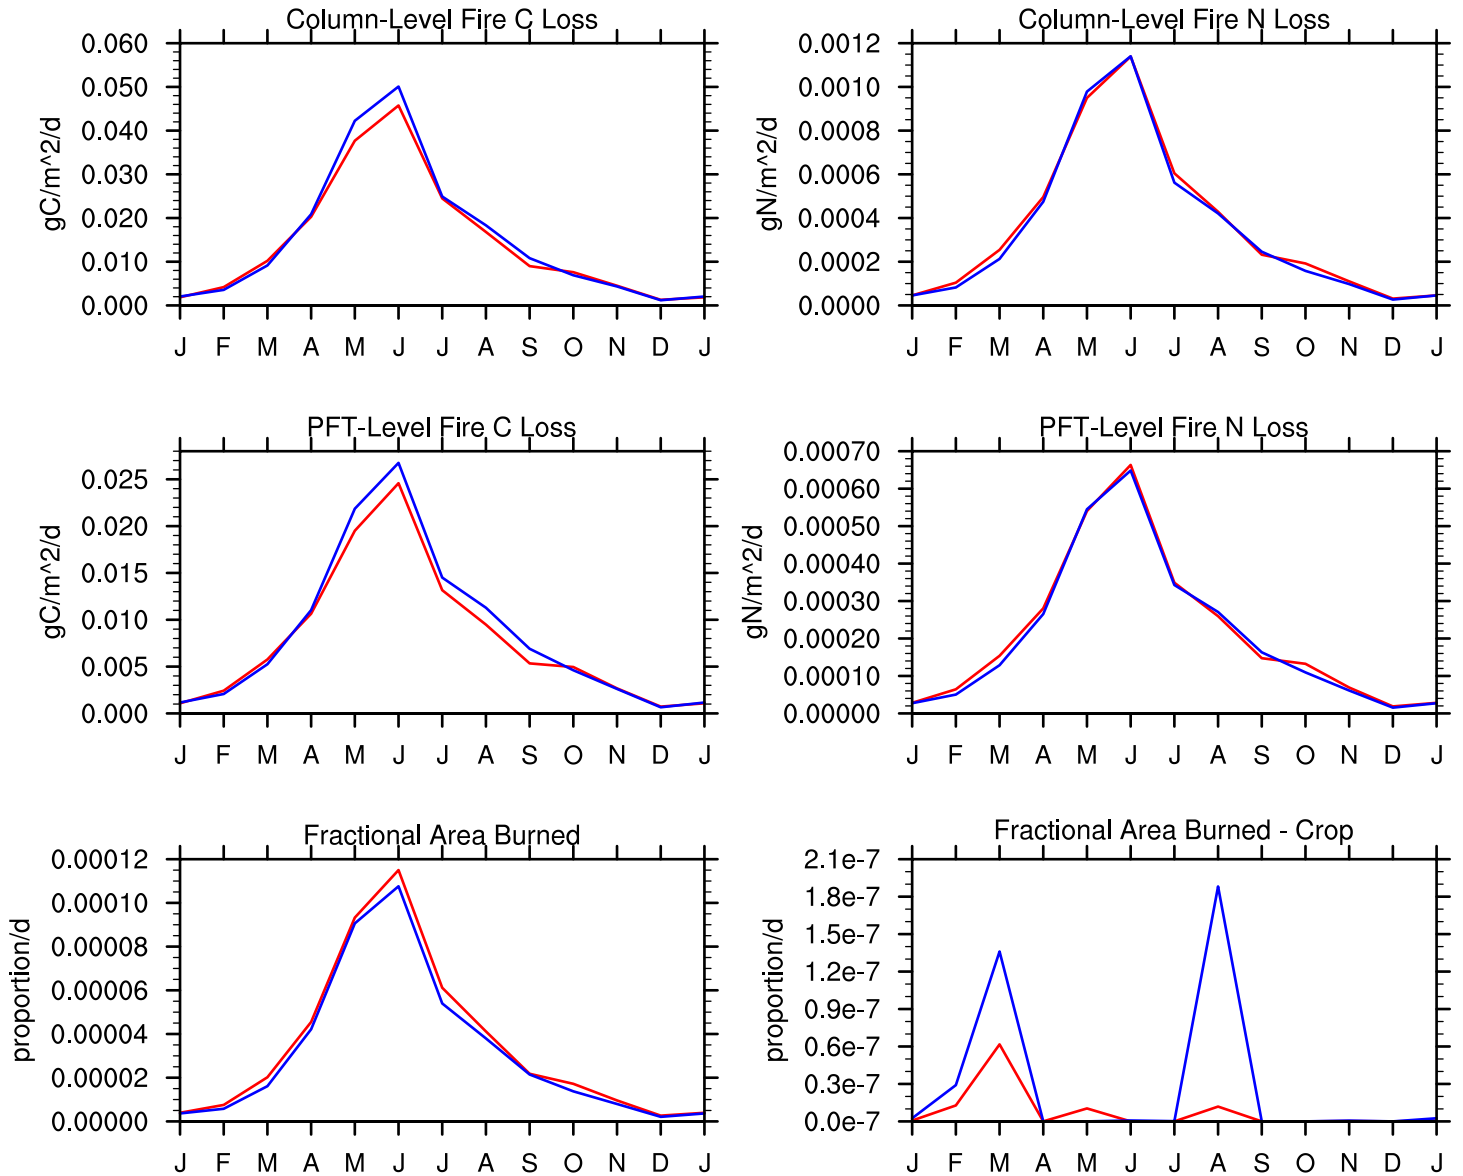 Column-Level Fire C Loss
0.060
0.050
0.040
0.030
0.020
0.010
0.000
gC/m^2/d
J F M A M J J A S O N D J
Column-Level Fire N Loss
0.0012
0.0010
0.0008
0.0006
0.0004
0.0002
0.0000
gN/m^2/d
J F M A M J J A S O N D J
PFT-Level Fire C Loss
0.025
0.020
0.015
0.010
0.005
0.000
gC/m^2/d
J F M A M J J A S O N D J
PFT-Level Fire N Loss
0.00070
0.00060
0.00050
0.00040
0.00030
0.00020
0.00010
0.00000
gN/m^2/d
J F M A M J J A S O N D J
Fractional Area Burned
0.00012
0.00010
0.00008
0.00006
0.00004
0.00002
0.00000
proportion/d
J F M A M J J A S O N D J
Fractional Area Burned - Crop
2.1e-7
1.8e-7
1.5e-7
1.2e-7
0.9e-7
0.6e-7
0.3e-7
0.0e-7
proportion/d
J F M A M J J A S O N D J